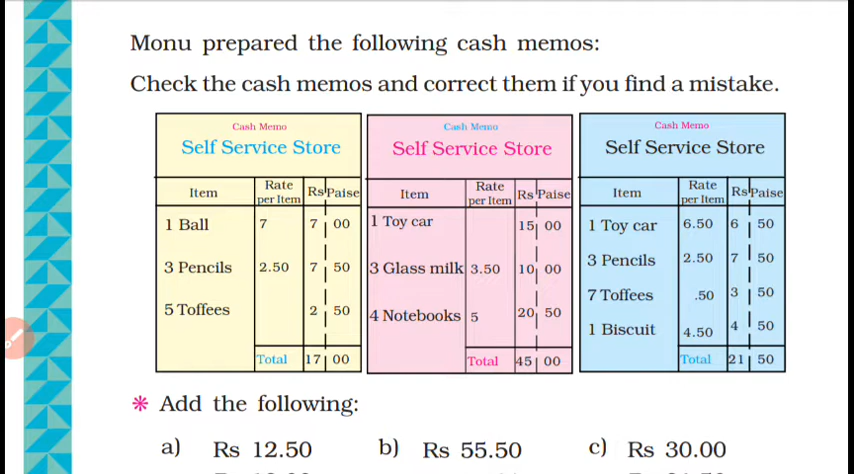 Monu prepared the following cash memos:
Check the cash memos and correct them if you find a mistake.
Cash Memo
Self Service Store
Item Rate per Item Rs Paise
1 Ball 7 7 00
3 Pencils 2.50 7 50
5 Toffees 2 50
Total 17 00
Cash Memo
Self Service Store
Item Rate per Item Rs Paise
1 Toy car 15 00
3 Glass milk 3.50 10 00
4 Notebooks 5 20 50
Total 45 00
Cash Memo
Self Service Store
Item Rate per Item Rs Paise
1 Toy car 6.50 6 50
3 Pencils 2.50 7 50
7 Toffees .50 3 50
1 Biscuit 4.50 4 50
Total 21 50
* Add the following:
a) Rs 12.50 b) Rs 55.50 c) Rs 30.00